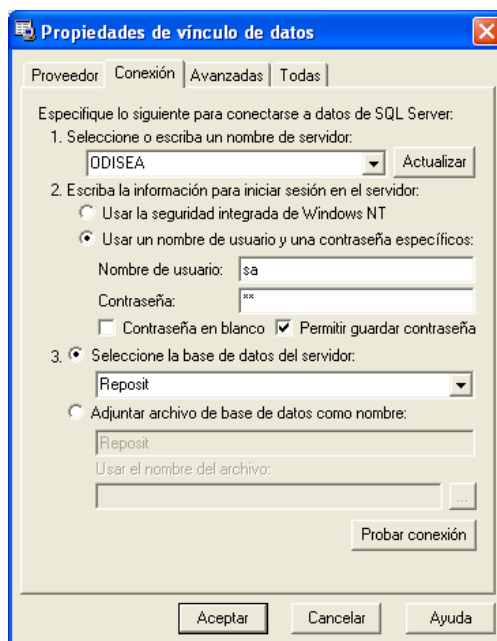 Propiedades de vínculo de datos
Proveedor Conexión Avanzadas Todas
Especifique lo siguiente para conectarse a datos de SQL Server:
1. Seleccione o escriba un nombre de servidor:
ODISEA Actualizar
2. Escriba la información para iniciar sesión en el servidor:
Usar la seguridad integrada de Windows NT
Usar un nombre de usuario y una contraseña específicos:
Nombre de usuario: sa
Contraseña: **
Contraseña en blanco Permitir guardar contraseña
3. Seleccione la base de datos del servidor:
Reposit
Adjuntar archivo de base de datos como nombre:
Reposit
Usar el nombre del archivo:
...
Probar conexión
Aceptar Cancelar Ayuda